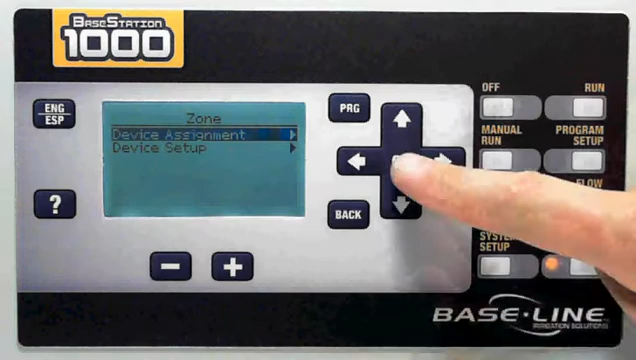 BASESTATION
1000
ENG
ESP
PRG
OFF
RUN
Zone
Device Assignment
Device Setup
MANUAL
RUN
PROGRAM
SETUP
FLOW
?
BACK
SYSTEM
SETUP
BASE·LINE
IRRIGATION SOLUTIONS